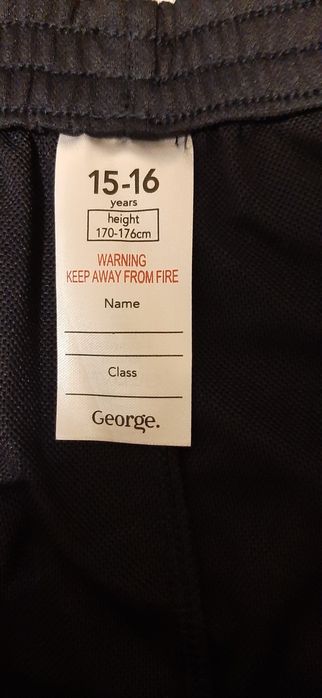 15-16
years
height
170-176cm
WARNING
KEEP AWAY FROM FIRE
Name
Class
George.